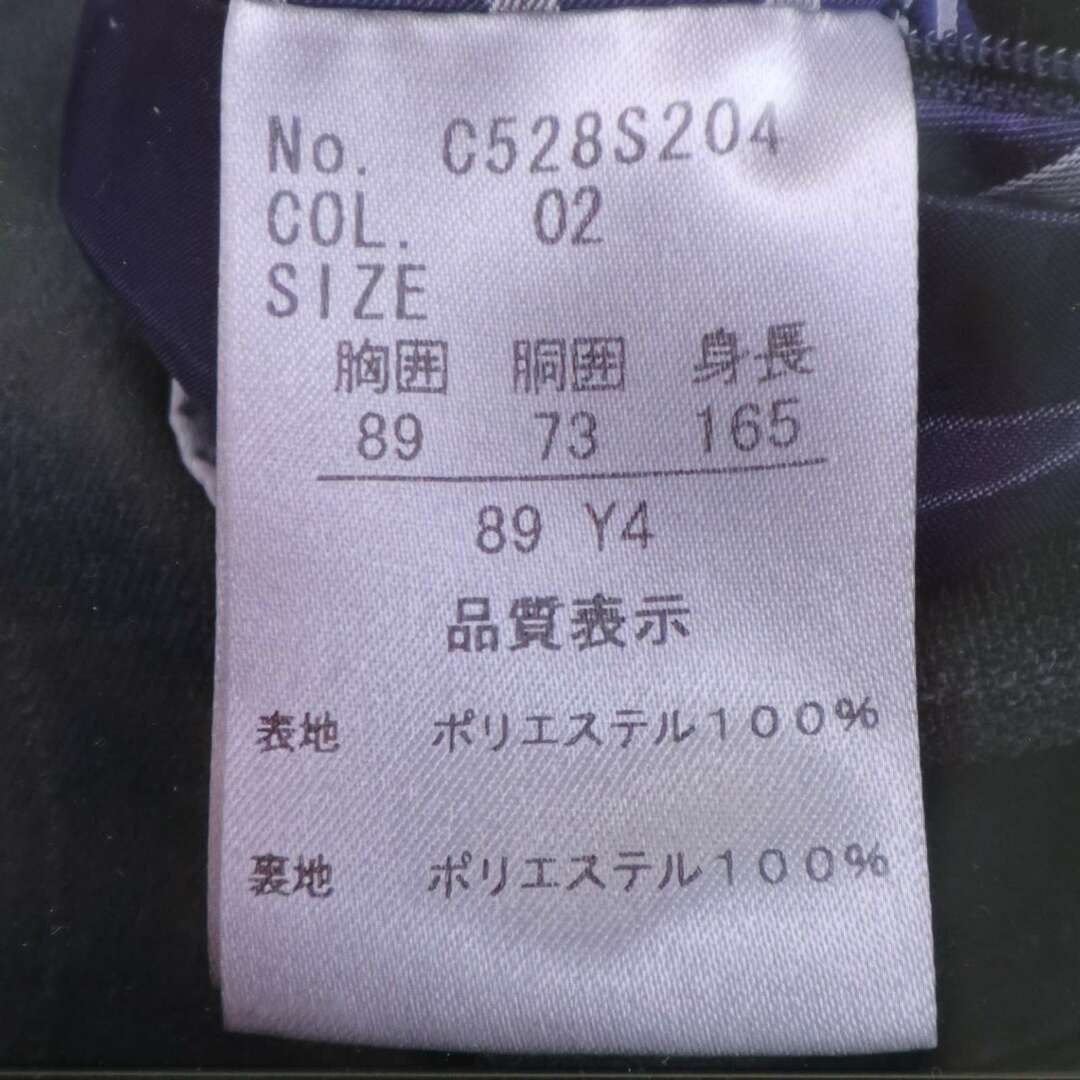 No. C528S204
COL. 02
SIZE
胸囲 胴囲 身長
89 73 165
89 Y4
品質表示
表地 ポリエステル100%
裏地 ポリエステル100%